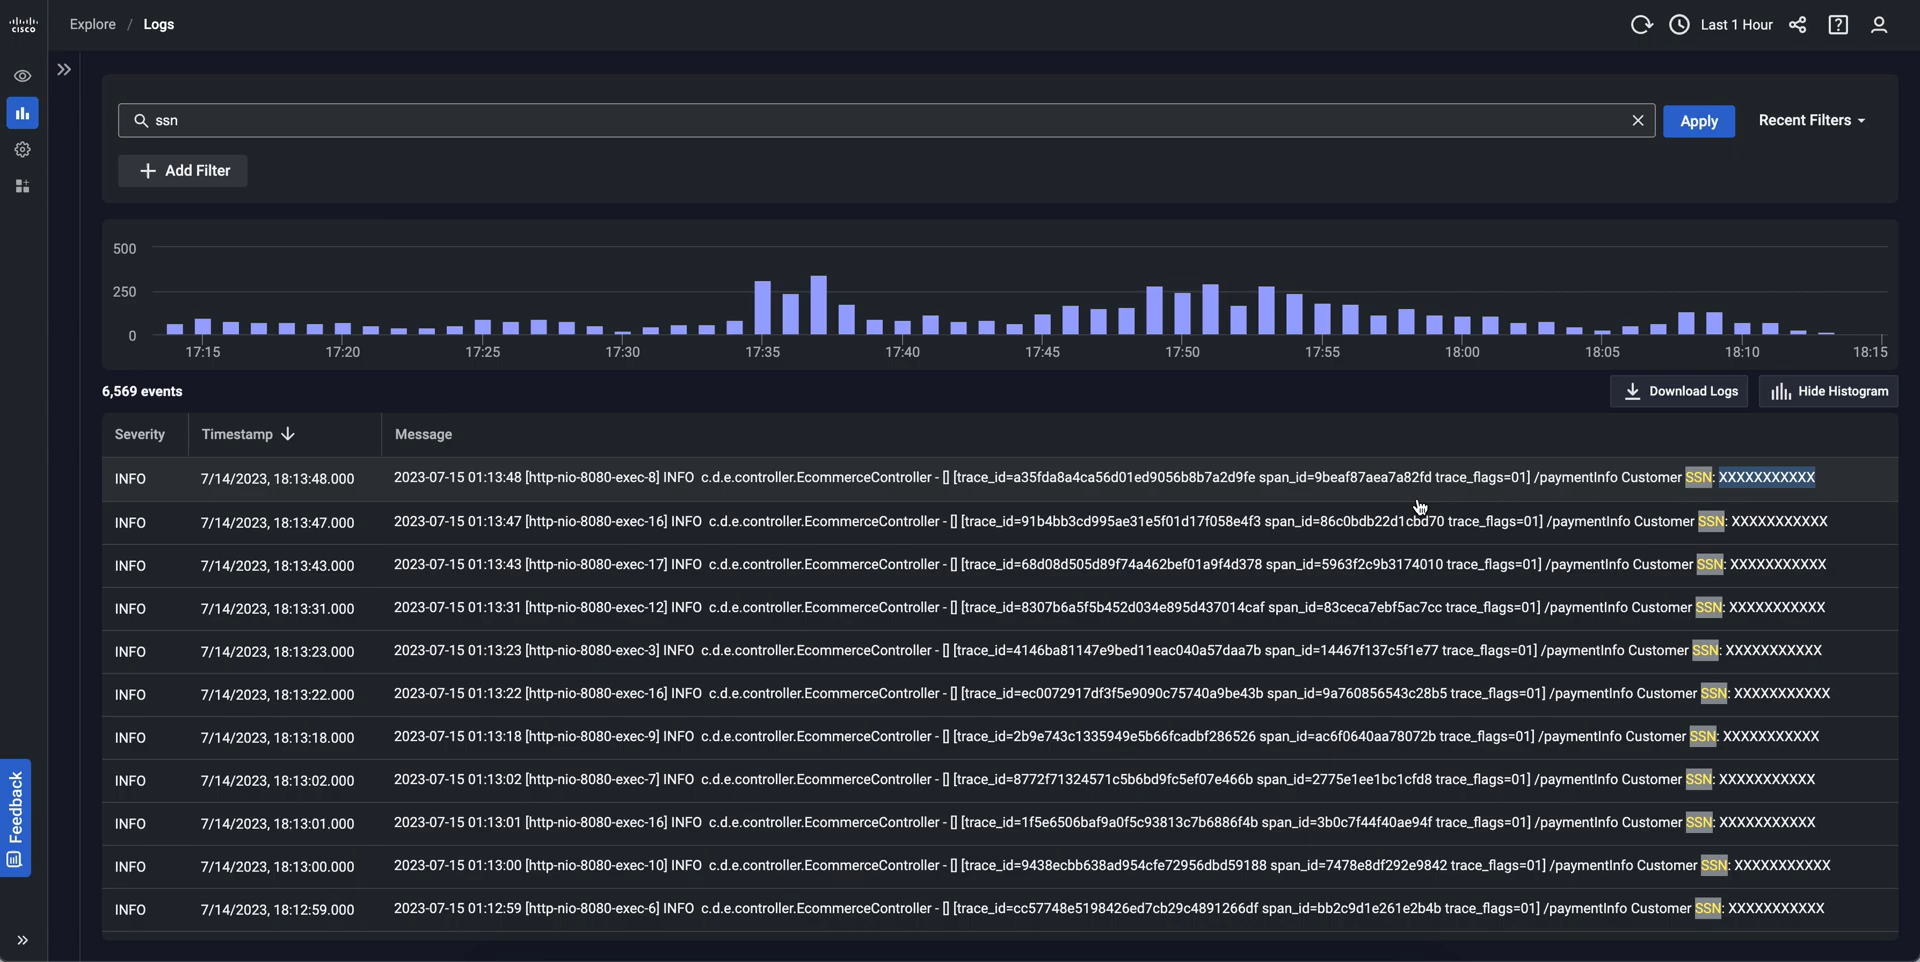 CISCO
Explore / Logs
Last 1 Hour
ssn
Apply
Recent Filters
Add Filter
500
250
0
17:15 17:20 17:25 17:30 17:35 17:40 17:45 17:50 17:55 18:00 18:05 18:10 18:15
6,569 events
Download Logs
Hide Histogram
Severity Timestamp Message
INFO 7/14/2023, 18:13:48.000 2023-07-15 01:13:48 [http-nio-8080-exec-8] INFO c.d.e.controller.EcommerceController - [] [trace_id=a35fda8a4ca56d01ed9056b8b7a2d9fe span_id=9beaf87aea7a82fd trace_flags=01] /paymentInfo Customer SSN: XXXXXXXXXXX
INFO 7/14/2023, 18:13:47.000 2023-07-15 01:13:47 [http-nio-8080-exec-16] INFO c.d.e.controller.EcommerceController - [] [trace_id=91b4bb3cd995ae31e5f01d17f058e4f3 span_id=86c0bdb22d1cbd70 trace_flags=01] /paymentInfo Customer SSN: XXXXXXXXXXX
INFO 7/14/2023, 18:13:43.000 2023-07-15 01:13:43 [http-nio-8080-exec-17] INFO c.d.e.controller.EcommerceController - [] [trace_id=68d08d505d89f74a462bef01a9f4d378 span_id=5963f2c9b3174010 trace_flags=01] /paymentInfo Customer SSN: XXXXXXXXXXX
INFO 7/14/2023, 18:13:31.000 2023-07-15 01:13:31 [http-nio-8080-exec-12] INFO c.d.e.controller.EcommerceController - [] [trace_id=8307b6a5f5b452d034e895d437014caf span_id=83ceca7ebf5ac7cc trace_flags=01] /paymentInfo Customer SSN: XXXXXXXXXXX
INFO 7/14/2023, 18:13:23.000 2023-07-15 01:13:23 [http-nio-8080-exec-3] INFO c.d.e.controller.EcommerceController - [] [trace_id=4146ba81147e9bed11eac040a57daa7b span_id=14467f137c5f1e77 trace_flags=01] /paymentInfo Customer SSN: XXXXXXXXXXX
INFO 7/14/2023, 18:13:22.000 2023-07-15 01:13:22 [http-nio-8080-exec-16] INFO c.d.e.controller.EcommerceController - [] [trace_id=ec0072917df3f5e9090c75740a9be43b span_id=9a760856543c28b5 trace_flags=01] /paymentInfo Customer SSN: XXXXXXXXXXX
INFO 7/14/2023, 18:13:18.000 2023-07-15 01:13:18 [http-nio-8080-exec-9] INFO c.d.e.controller.EcommerceController - [] [trace_id=2b9e743c1335949e5b66fcadbf286526 span_id=ac6f0640aa78072b trace_flags=01] /paymentInfo Customer SSN: XXXXXXXXXXX
INFO 7/14/2023, 18:13:02.000 2023-07-15 01:13:02 [http-nio-8080-exec-7] INFO c.d.e.controller.EcommerceController - [] [trace_id=8772f71324571c5b6bd9fc5ef07e466b span_id=2775e1ee1bc1cfd8 trace_flags=01] /paymentInfo Customer SSN: XXXXXXXXXXX
INFO 7/14/2023, 18:13:01.000 2023-07-15 01:13:01 [http-nio-8080-exec-16] INFO c.d.e.controller.EcommerceController - [] [trace_id=1f5e6506baf9a0f5c93813c7b6886f4b span_id=3b0c7f44f40ae94f trace_flags=01] /paymentInfo Customer SSN: XXXXXXXXXXX
INFO 7/14/2023, 18:13:00.000 2023-07-15 01:13:00 [http-nio-8080-exec-10] INFO c.d.e.controller.EcommerceController - [] [trace_id=9438ecbb638ad954cfe72956dbd59188 span_id=7478e8df292e9842 trace_flags=01] /paymentInfo Customer SSN: XXXXXXXXXXX
INFO 7/14/2023, 18:12:59.000 2023-07-15 01:12:59 [http-nio-8080-exec-6] INFO c.d.e.controller.EcommerceController - [] [trace_id=cc57748e5198426ed7cb29c4891266df span_id=bb2c9d1e261e2b4b trace_flags=01] /paymentInfo Customer SSN: XXXXXXXXXXX
Feedback